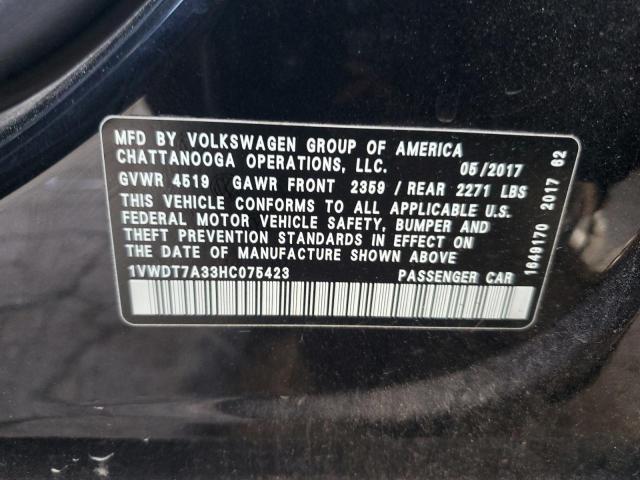 MFD BY VOLKSWAGEN GROUP OF AMERICA
CHATTANOOGA OPERATIONS, LLC. 05/2017
GVWR 4519 GAWR FRONT 2359 / REAR 2271 LBS
THIS VEHICLE CONFORMS TO ALL APPLICABLE U.S.
FEDERAL MOTOR VEHICLE SAFETY, BUMPER AND
THEFT PREVENTION STANDARDS IN EFFECT ON
THE DATE OF MANUFACTURE SHOWN ABOVE
1VWDT7A33HC075423 PASSENGER CAR
1649170 2017 62